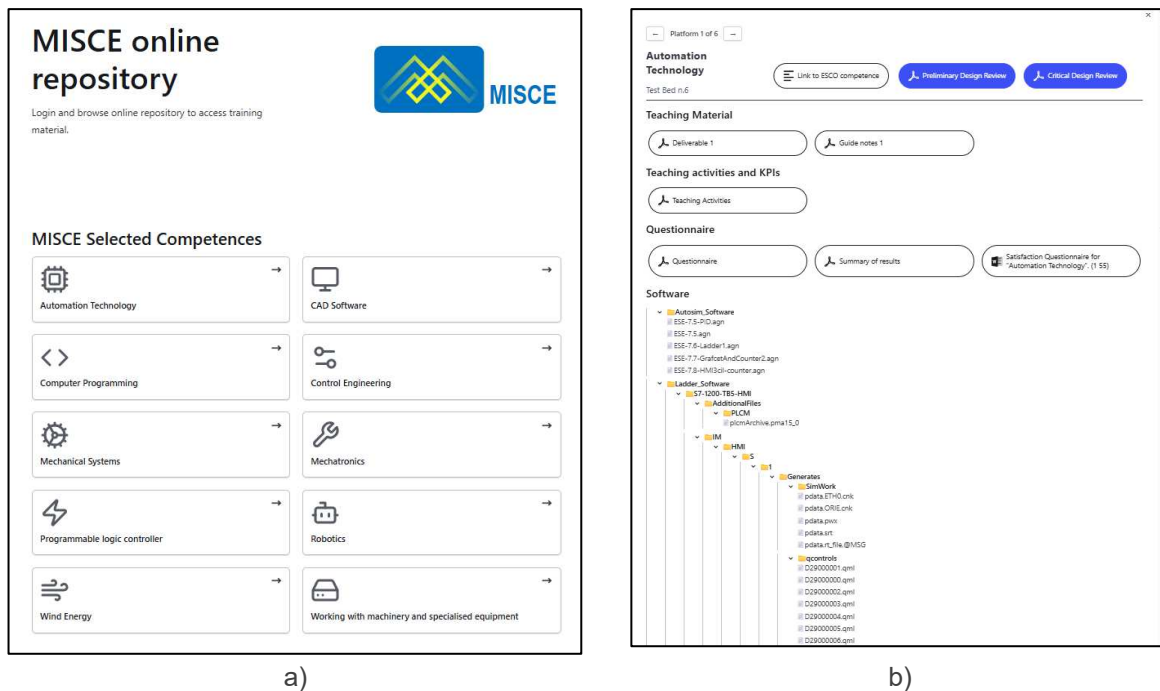 MISCE online
repository
MISCE
Login and browse online repository to access training
material.
MISCE Selected Competences
→
→
Automation Technology
CAD Software
→
→
Computer Programming
Control Engineering
→
→
Mechanical Systems
Mechatronics
→
→
Programmable logic controller
Robotics
→
→
Wind Energy
Working with machinery and specialised equipment
a)
×
← Platform 1 of 6 →
Automation
Technology
Link to ESCO competence
Preliminary Design Review
Critical Design Review
Test Bed n.6
Teaching Material
Deliverable 1
Guide notes 1
Teaching activities and KPIs
Teaching Activities
Questionnaire
Questionnaire
Summary of results
Satisfaction Questionnaire for
"Automation Technology". (1 55)
Software
Autosim_Software
ESE-7.5-PID.agn
ESE-7.5.agn
ESE-7.6-Ladder1.agn
ESE-7.7-GrafcetAndCounter2.agn
ESE-7.8-HMI3cil-counter.agn
Ladder_Software
S7-1200-TB5-HMI
AdditionalFiles
PLCM
plcmArchive.pma15_0
IM
HMI
S
1
Generates
SimWork
pdata.ETH0.cnk
pdata.ORIE.cnk
pdata.pwx
pdata.srt
pdata.rt_file.@MSG
qcontrols
D29000001.qml
D29000000.qml
D29000002.qml
D29000003.qml
D29000004.qml
D29000005.qml
D29000006.qml
b)